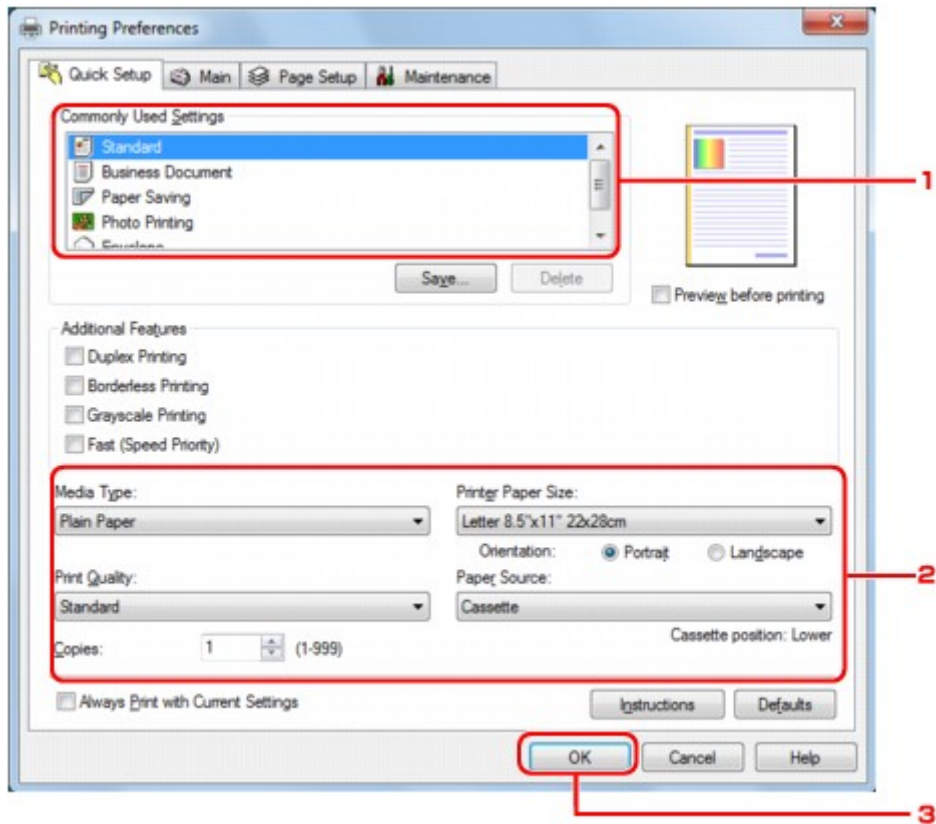 Printing Preferences
Quick Setup
Main
Page Setup
Maintenance
Commonly Used Settings
Standard
Business Document
Paper Saving
Photo Printing
Envelope
1
Save...
Delete
Preview before printing
Additional Features
Duplex Printing
Borderless Printing
Grayscale Printing
Fast (Speed Priority)
Media Type:
Plain Paper
Printer Paper Size:
Letter 8.5"x11" 22x28cm
Orientation:
Portrait
Landscape
2
Print Quality:
Standard
Paper Source:
Cassette
Copies:
1
(1-999)
Cassette position: Lower
Always Print with Current Settings
Instructions
Defaults
OK
Cancel
Help
3